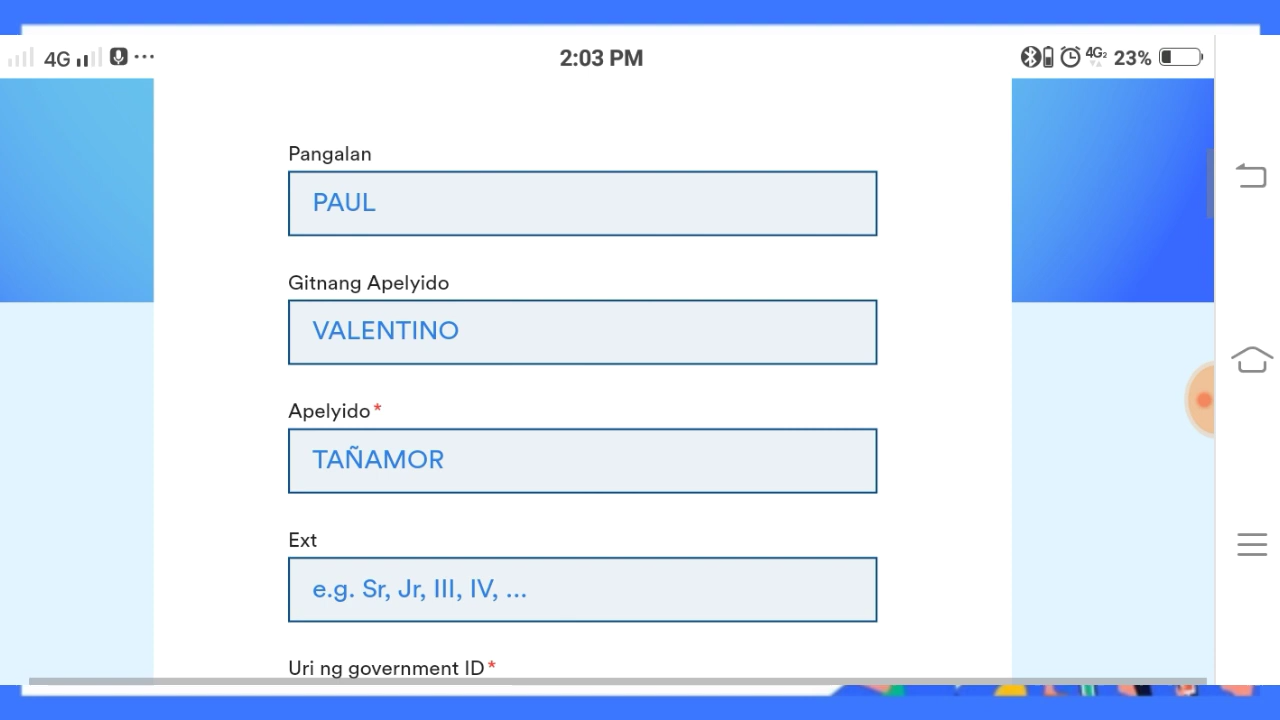 4G ... 2:03 PM 4G2 23%
Pangalan
PAUL
Gitnang Apelyido
VALENTINO
Apelyido*
TAÑAMOR
Ext
e.g. Sr, Jr, III, IV, ...
Uri ng government ID*